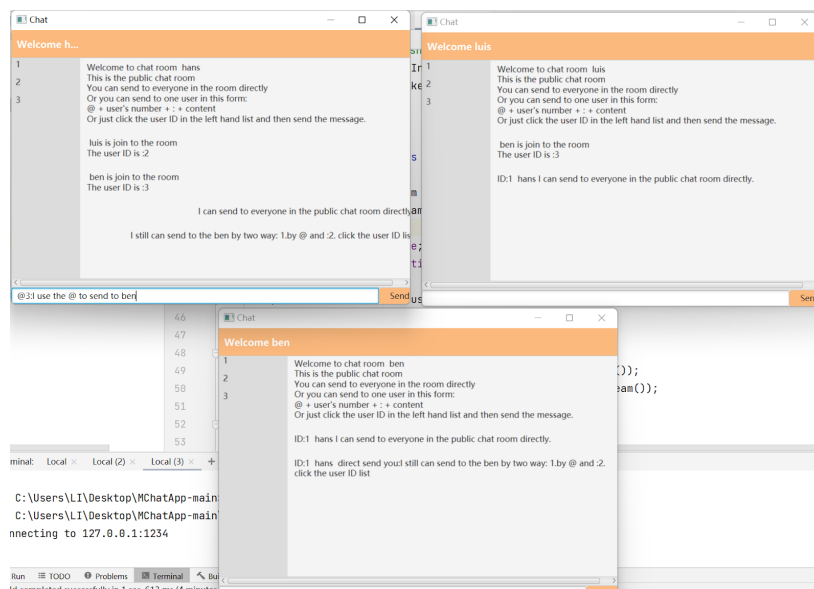 Chat
Welcome h...
1
2
3
Welcome to chat room  hans
This is the public chat room
You can send to everyone in the room directly
Or you can send to one user in this form:
@ + user's number + : + content
Or just click the user ID in the left hand list and then send the message.
luis is join to the room
The user ID is :2
ben is join to the room
The user ID is :3
I can send to everyone in the public chat room directly
I still can send to the ben by two way: 1.by @ and :2. click the user ID lis
@3:I use the @ to send to ben
Send
Chat
Welcome luis
1
2
3
Welcome to chat room  luis
This is the public chat room
You can send to everyone in the room directly
Or you can send to one user in this form:
@ + user's number + : + content
Or just click the user ID in the left hand list and then send the message.
ben is join to the room
The user ID is :3
ID:1  hans I can send to everyone in the public chat room directly.
Sen
46
47
48
49
50
51
52
53
());
eam());
Chat
Welcome ben
1
2
3
Welcome to chat room  ben
This is the public chat room
You can send to everyone in the room directly
Or you can send to one user in this form:
@ + user's number + : + content
Or just click the user ID in the left hand list and then send the message.
ID:1  hans I can send to everyone in the public chat room directly.
ID:1  hans  direct send you:I still can send to the ben by two way: 1.by @ and :2.
click the user ID list
minal:  Local ×  Local (2) ×  Local (3) ×  +
C:\Users\LI\Desktop\MChatApp-main
C:\Users\LI\Desktop\MChatApp-main
nnecting to 127.0.0.1:1234
Run  TODO  Problems  Terminal  Bui